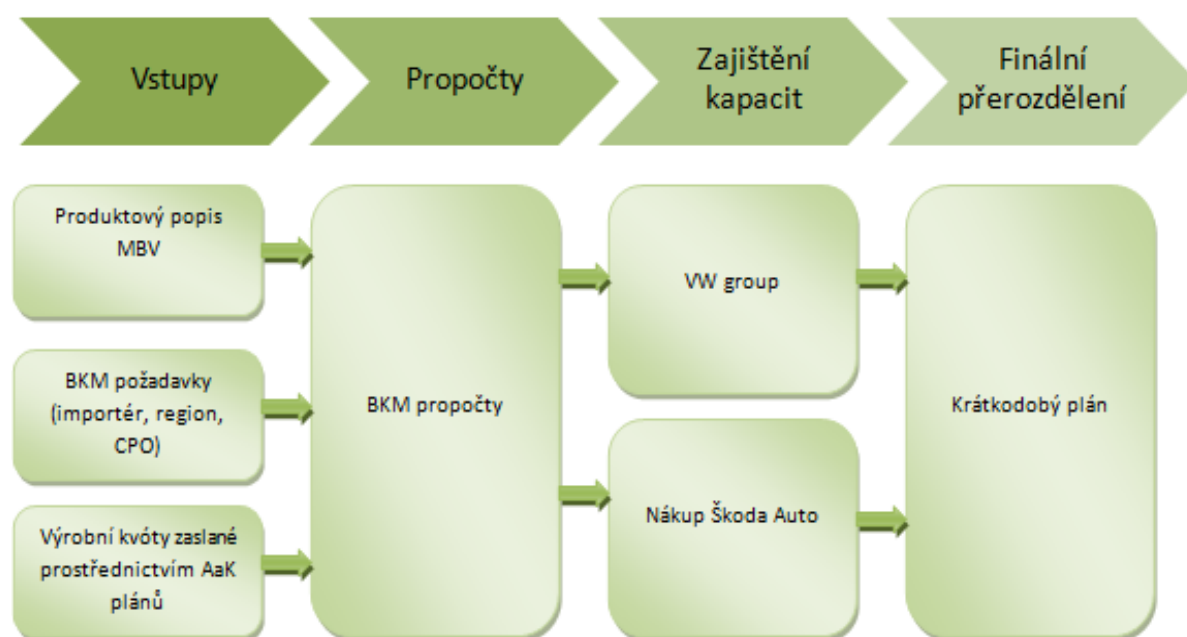 Vstupy
Propočty
Zajištění
kapacit
Finální
přerozdělení
Produktový popis
MBV
BKM požadavky
(importér, region,
CPO)
Výrobní kvóty zaslané
prostřednictvím AaK
plánů
BKM propočty
VW group
Nákup Škoda Auto
Krátkodobý plán